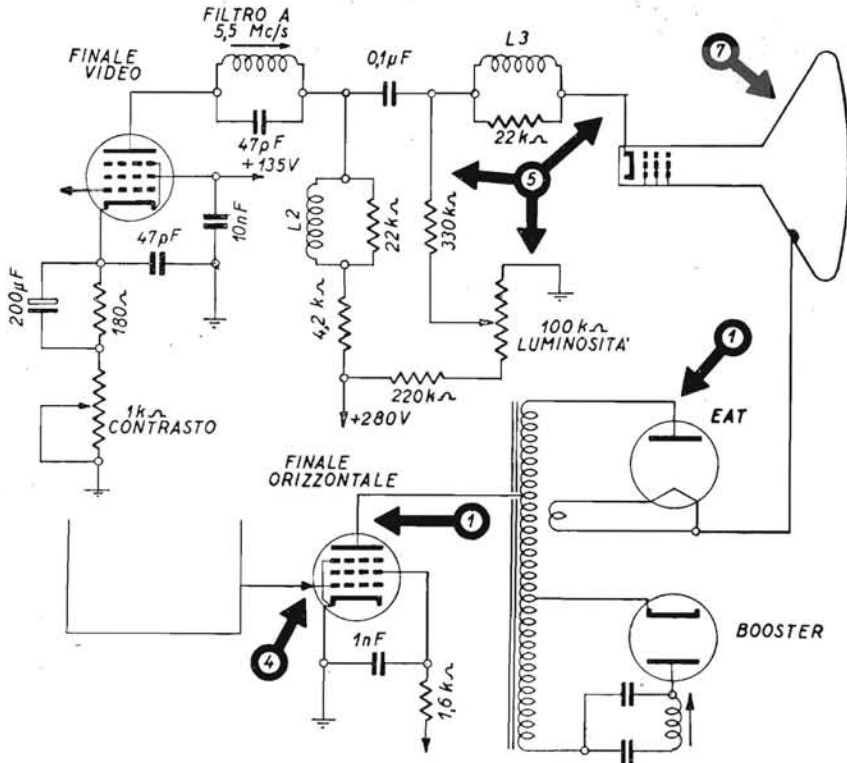 FILTRO A
5,5 Mc/s
FINALE
VIDEO
0,1µF
L3
7
47pF
+135V
22kΩ
5
10nF
L2
22kΩ
330kΩ
47pF
200µF
180Ω
4,2 kΩ
100kΩ
LUMINOSITA'
1
1kΩ
CONTRASTO
220kΩ
+280V
EAT
FINALE
ORIZZONTALE
1
4
1nF
1,6kΩ
BOOSTER